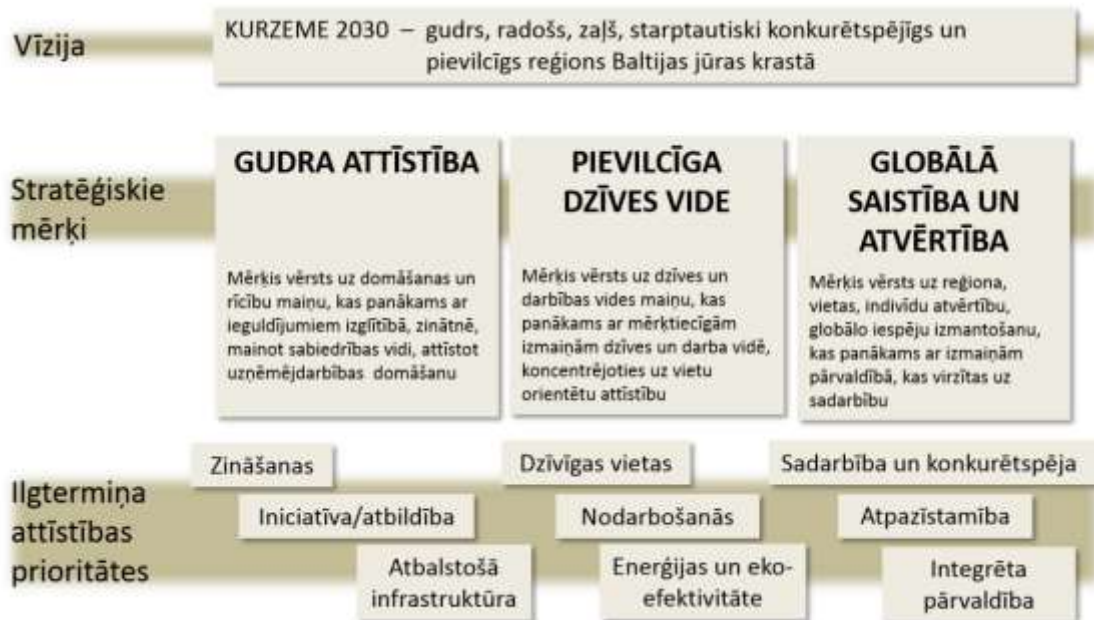 Vīzija
KURZEME 2030 – gudrs, radošs, zaļš, starptautiski konkurētspējīgs un
pievilcīgs reģions Baltijas jūras krastā
Stratēģiskie
mērķi
GUDRA ATTĪSTĪBA
Mērķis vērsts uz domāšanas un
rīcību maiņu, kas panākams ar
ieguldījumiem izglītībā, zinātnē,
mainot sabiedrības vidi, attīstot
uzņēmējdarbības domāšanu
PIEVILCĪGA
DZĪVES VIDE
Mērķis vērsts uz dzīves un
darbības vides maiņu, kas
panākams ar mērķtiecīgām
izmaiņām dzīves un darba vidē,
koncentrējoties uz vietu
orientētu attīstību
GLOBĀLĀ
SAISTĪBA UN
ATVĒRTĪBA
Mērķis vērsts uz reģiona,
vietas, indivīdu atvērtību,
globālo iespēju izmantošanu,
kas panākams ar izmaiņām
pārvaldībā, kas virzītas uz
sadarbību
Ilgtermiņa
attīstības
prioritātes
Zināšanas
Iniciatīva/atbildība
Atbalstošā
infrastruktūra
Dzīvīgas vietas
Nodarbošanās
Enerģijas un eko-
efektivitāte
Sadarbība un konkurētspēja
Atpazīstamība
Integrēta
pārvaldība